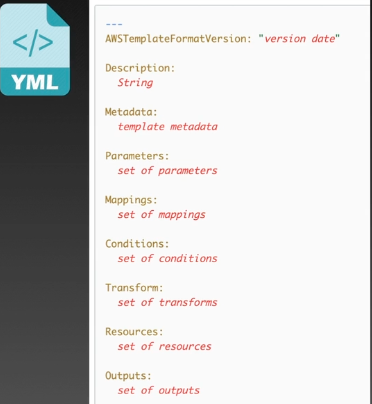 </>
YML
---
AWSTemplateFormatVersion: "version date"
Description:
String
Metadata:
template metadata
Parameters:
set of parameters
Mappings:
set of mappings
Conditions:
set of conditions
Transform:
set of transforms
Resources:
set of resources
Outputs:
set of outputs